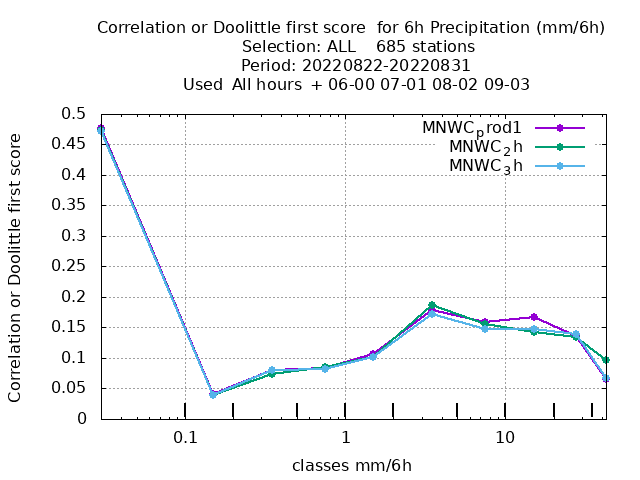 Correlation or Doolittle first score  for 6h Precipitation (mm/6h)
Selection: ALL    685 stations
Period: 20220822-20220831
Used  All hours  + 06-00 07-01 08-02 09-03
MNWCprod1
MNWC2h
MNWC3h
0.5
0.45
0.4
0.35
0.3
0.25
0.2
0.15
0.1
0.05
0
Correlation or Doolittle first score
0.1 1 10
classes mm/6h